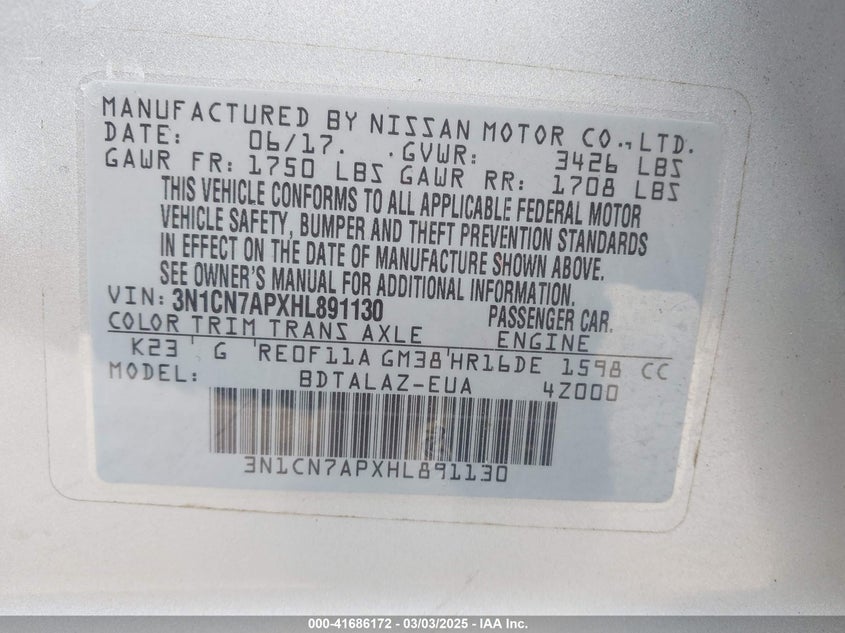 MANUFACTURED BY NISSAN MOTOR CO., LTD.
DATE: 06/17. .GVWR: 3426 LBS
GAWR FR: 1750 LBS GAWR RR: 1708 LBS
THIS VEHICLE CONFORMS TO ALL APPLICABLE FEDERAL MOTOR
VEHICLE SAFETY, BUMPER AND THEFT PREVENTION STANDARDS
IN EFFECT ON THE DATE OF MANUFACTURE SHOWN ABOVE.
SEE OWNER'S MANUAL FOR ADDITIONAL INFORMATION.
VIN: 3N1CN7APXHL891130 PASSENGER CAR.
COLOR TRIM TRANS AXLE ENGINE
K23 G RE0F11A GM38 HR16DE 1598 CC
MODEL: BDTALAZ-EUA 4Z000
3N1CN7APXHL891130
000-41686172 — 03/03/2025 — IAA Inc.